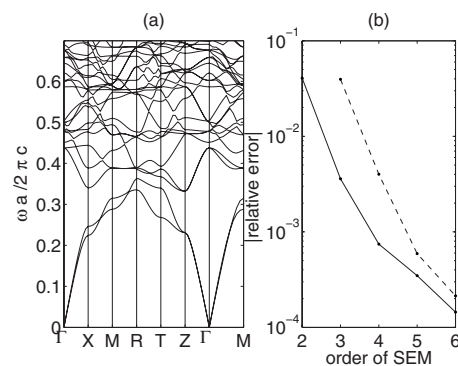 (a)
(b)
ω a / 2 π c
0.6
0.5
0.4
0.3
0.2
0.1
0
Γ X M R T Z Γ M
|relative error|
10⁻¹
10⁻²
10⁻³
10⁻⁴
2 3 4 5 6
order of SEM